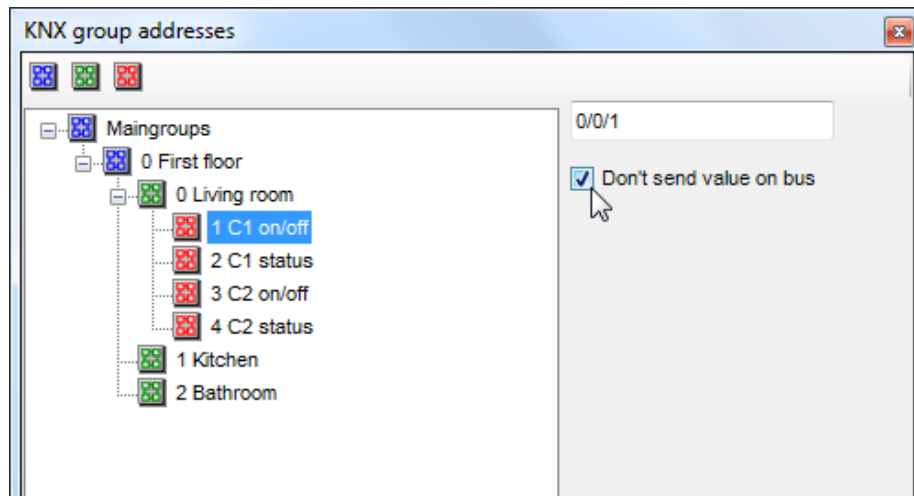 KNX group addresses
Maingroups
0 First floor
0 Living room
1 C1 on/off
2 C1 status
3 C2 on/off
4 C2 status
1 Kitchen
2 Bathroom
0/0/1
Don't send value on bus